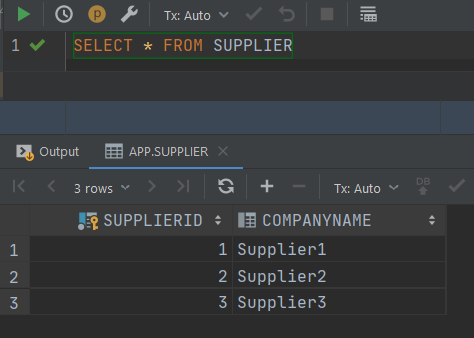 p Tx: Auto
1 SELECT * FROM SUPPLIER
Output APP.SUPPLIER
3 rows Tx: Auto DB
SUPPLIERID COMPANYNAME
1 1 Supplier1
2 2 Supplier2
3 3 Supplier3